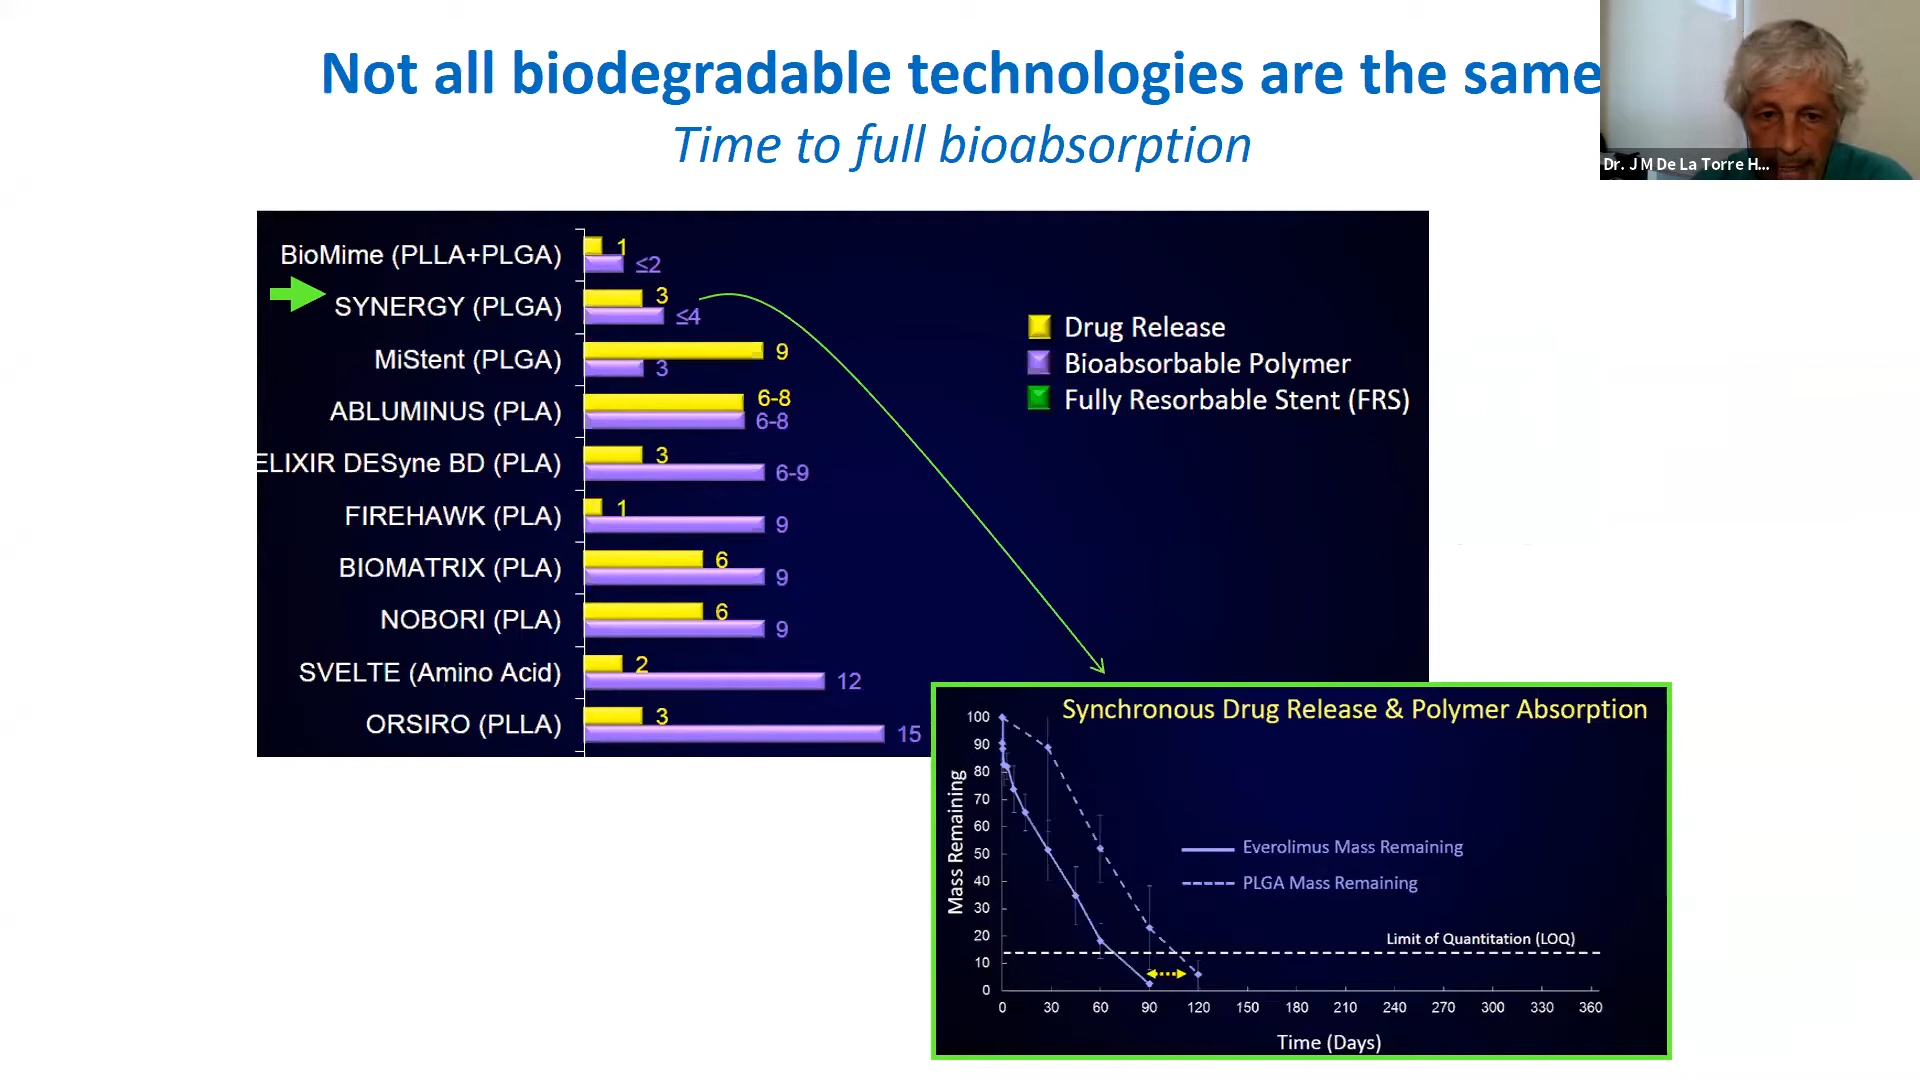 Not all biodegradable technologies are the same
Time to full bioabsorption
Dr. J M De La Torre H...
BioMime (PLLA+PLGA)
1
≤2
SYNERGY (PLGA)
3
≤4
MiStent (PLGA)
9
3
ABLUMINUS (PLA)
6-8
6-8
ELIXIR DESyne BD (PLA)
3
6-9
FIREHAWK (PLA)
1
9
BIOMATRIX (PLA)
6
9
NOBORI (PLA)
6
9
SVELTE (Amino Acid)
2
12
ORSIRO (PLLA)
3
15
Drug Release
Bioabsorbable Polymer
Fully Resorbable Stent (FRS)
Synchronous Drug Release & Polymer Absorption
Mass Remaining
100
90
80
70
60
50
40
30
20
10
0
Everolimus Mass Remaining
PLGA Mass Remaining
Limit of Quantitation (LOQ)
0 30 60 90 120 150 180 210 240 270 300 330 360
Time (Days)